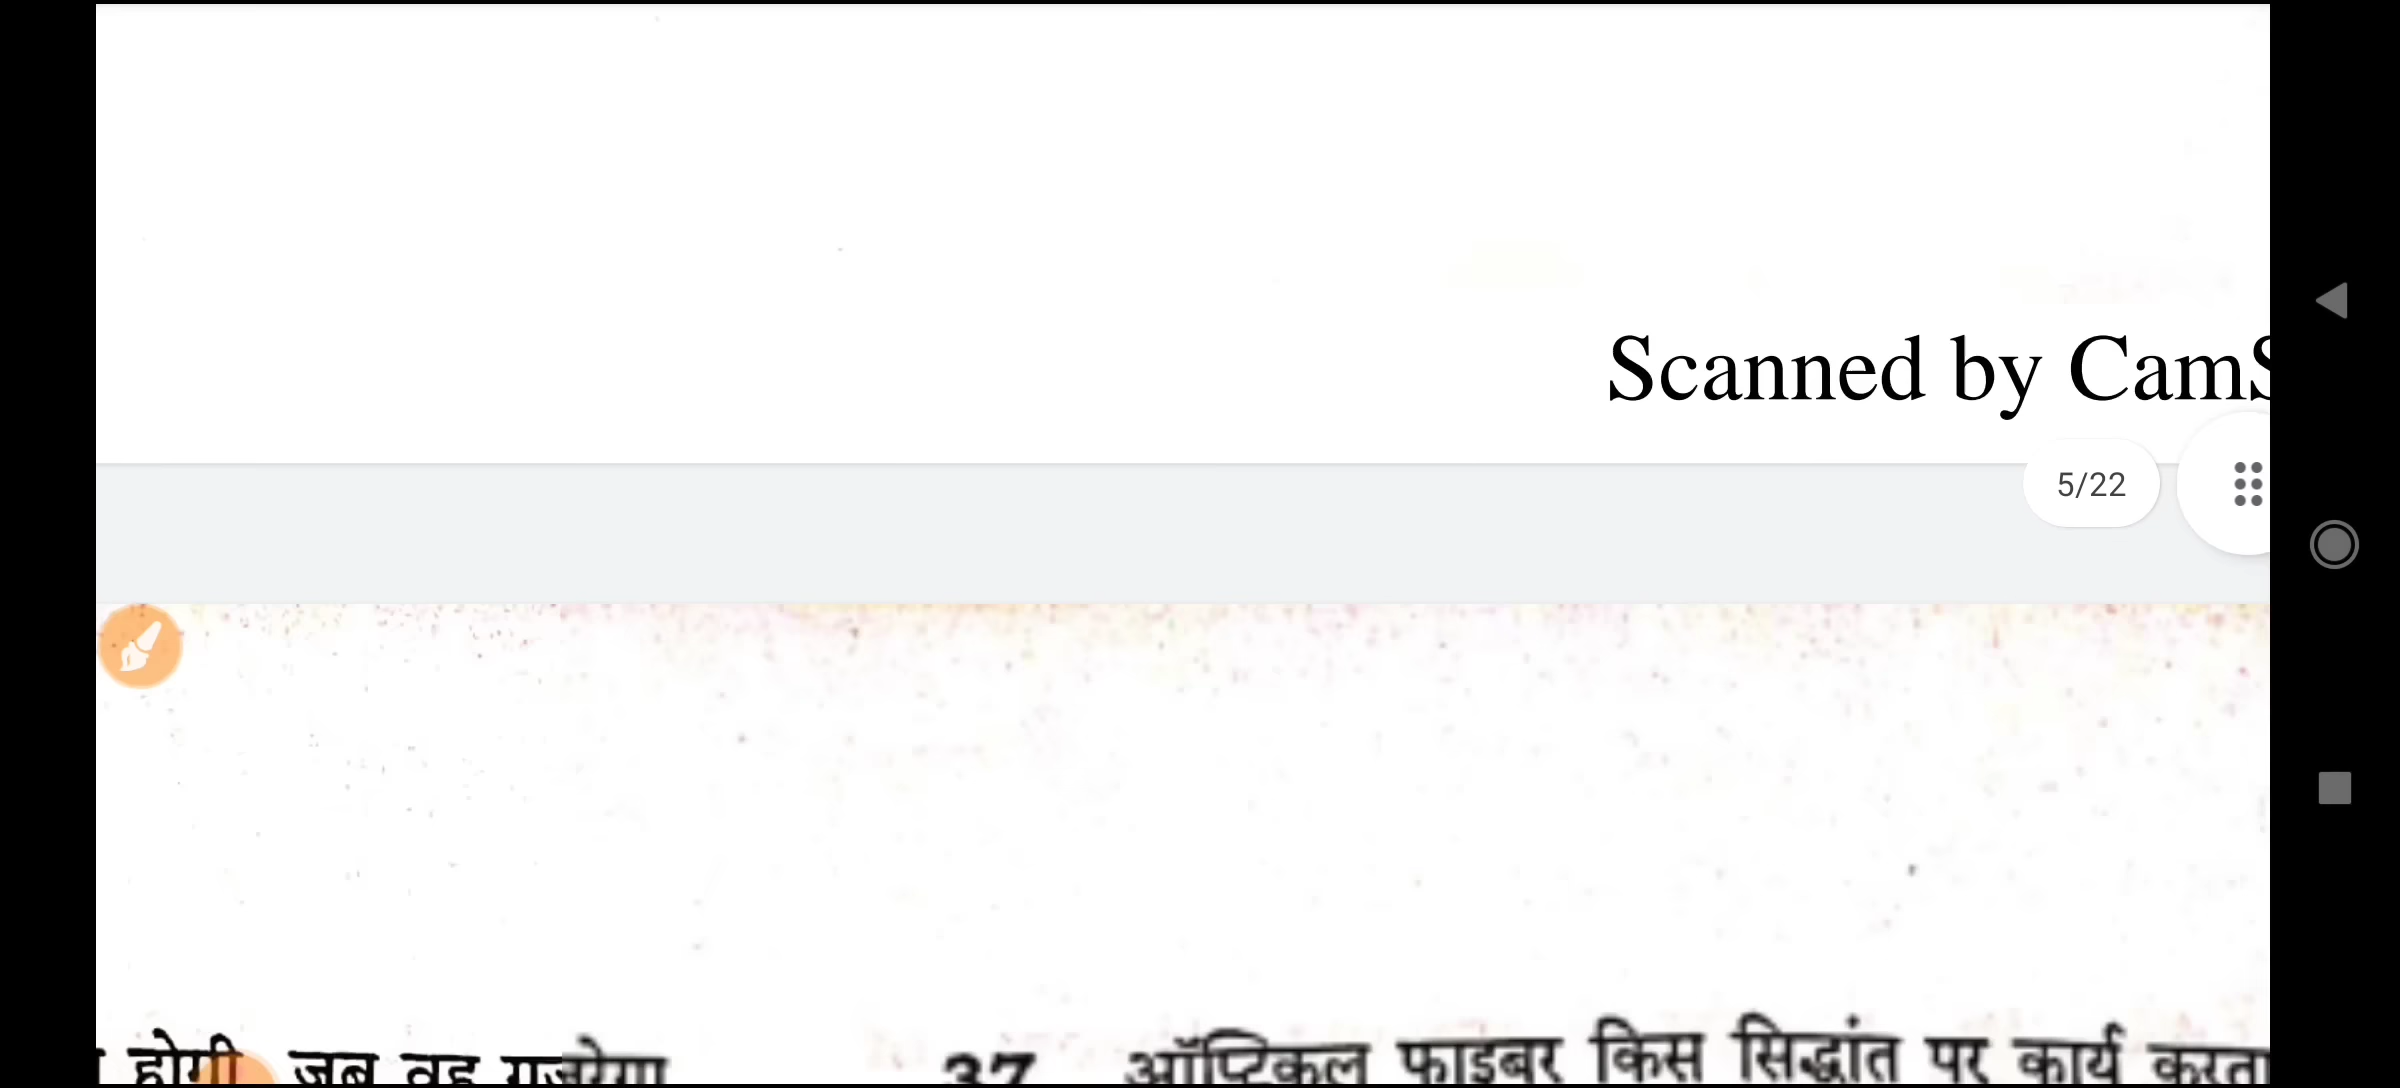 Scanned by CamS
5/22
होगी जब वह गुजरेगा
37 ऑप्टिकल फाइबर किस सिद्धांत पर कार्य करता